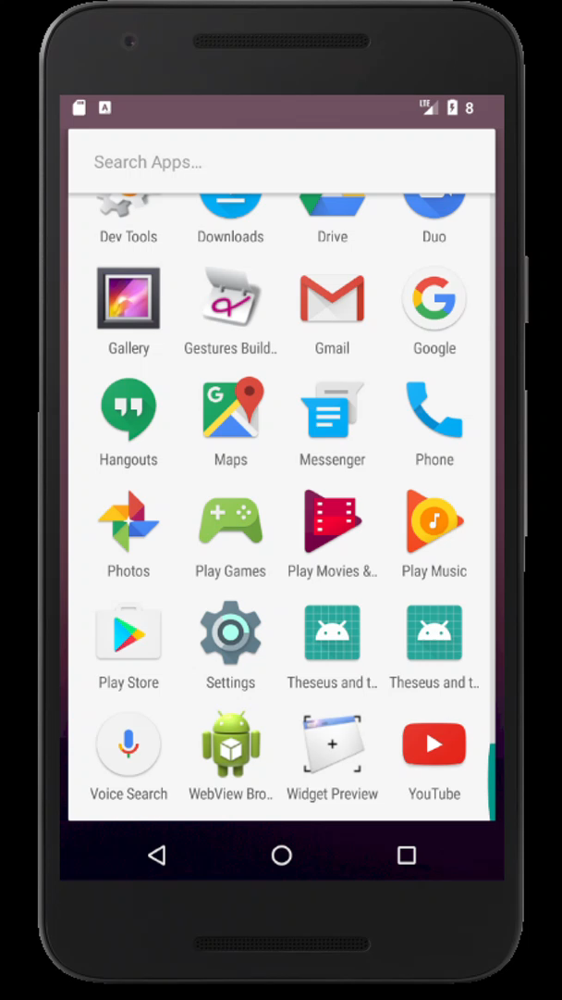 LTE 8
Search Apps...
Dev Tools Downloads Drive Duo
Gallery Gestures Build.. Gmail Google
Hangouts Maps Messenger Phone
Photos Play Games Play Movies &.. Play Music
Play Store Settings Theseus and t.. Theseus and t..
Voice Search WebView Bro.. Widget Preview YouTube